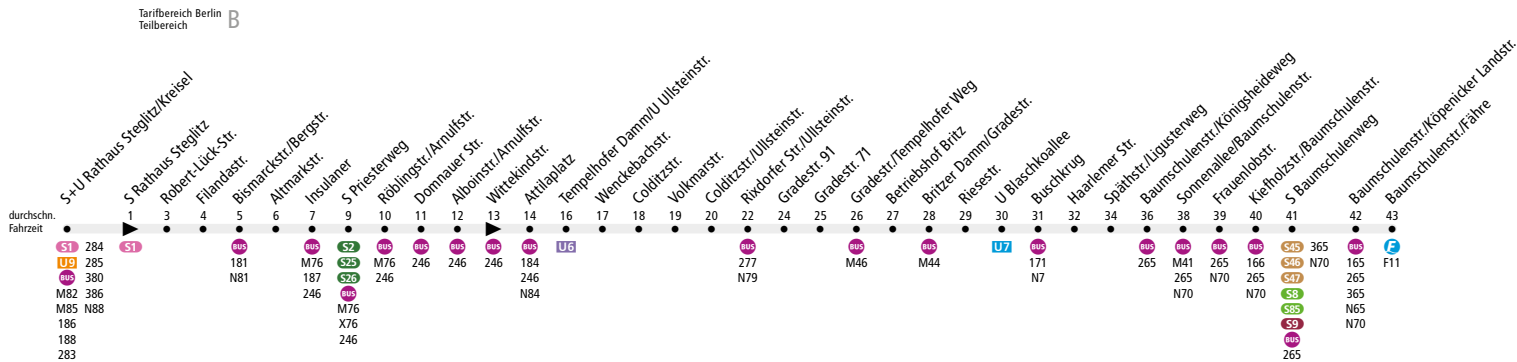 Tarifbereich Berlin B
Teilbereich
S+U Rathaus Steglitz/Kreisel
S Rathaus Steglitz
Robert-Lück-Str.
Filandastr.
Bismarckstr./Bergstr.
Altmarkstr.
Insulaner
S Priesterweg
Röblingstr./Arnulfstr.
Domnauer Str.
Alboinstr./Arnulfstr.
Wittekindstr.
Attilaplatz
Tempelhofer Damm/U Ullsteinstr.
Wenckebachstr.
Colditzstr.
Volkmarstr.
Colditzstr./Ullsteinstr.
Rixdorfer Str./Ullsteinstr.
Gradestr. 91
Gradestr. 71
Gradestr./Tempelhofer Weg
Betriebshof Britz
Britzer Damm/Gradestr.
Riesestr.
U Blaschkoallee
Buschkrug
Haarlemer Str.
Späthstr./Ligusterweg
Baumschulenstr./Königsheideweg
Sonnenallee/Baumschulenstr.
Frauenlobstr.
Kiefholzstr./Baumschulenstr.
S Baumschulenweg
Baumschulenstr./Köpenicker Landstr.
Baumschulenstr./Fähre
durchschn. 1 3 4 5 6 7 9 10 11 12 13 14 16 17 18 19 20 22 24 25 26 27 28 29 30 31 32 34 36 38 39 40 41 42 43
Fahrzeit
S1 284 S1 BUS BUS S2 BUS BUS BUS BUS BUS U6 BUS BUS BUS U7 BUS BUS BUS BUS BUS S45 365 BUS F
U9 285 181 M76 S25 M76 246 246 246 184 277 M46 M44 171 265 M41 265 166 S46 N70 165 F11
BUS 380 N81 187 S26 246 246 N79 N7 265 N70 265 S47 265
M82 386 246 BUS N84 N70 N70 S8 365
M85 N88 M76 S85 N65
186 X76 S9 N70
188 246 BUS
283 265